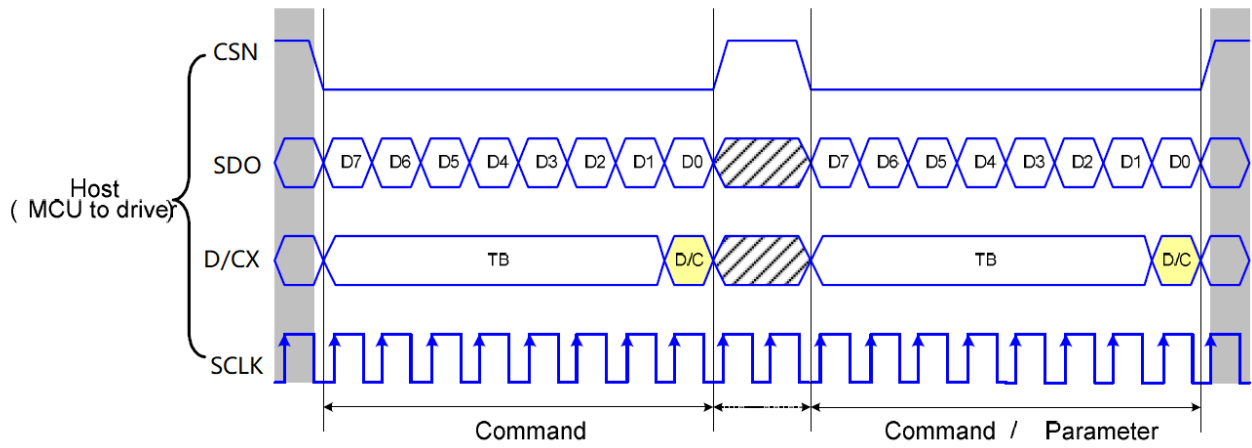 CSN
SDO D7 D6 D5 D4 D3 D2 D1 D0 D7 D6 D5 D4 D3 D2 D1 D0
Host
( MCU to driver)
D/CX TB D/C TB D/C
SCLK
Command Command / Parameter